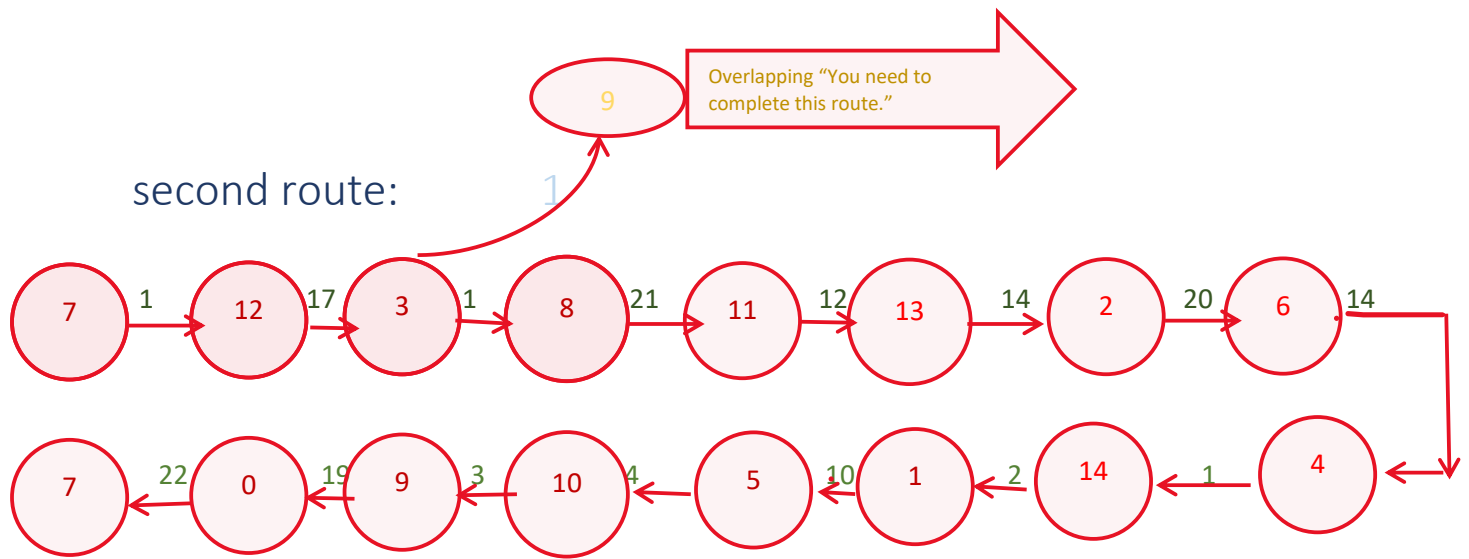 9
Overlapping “You need to
complete this route.”
second route:
1
7 1 12 17 3 1 8 21 11 12 13 14 2 20 6 14
7 22 0 19 9 3 10 4 5 10 1 2 14 1 4